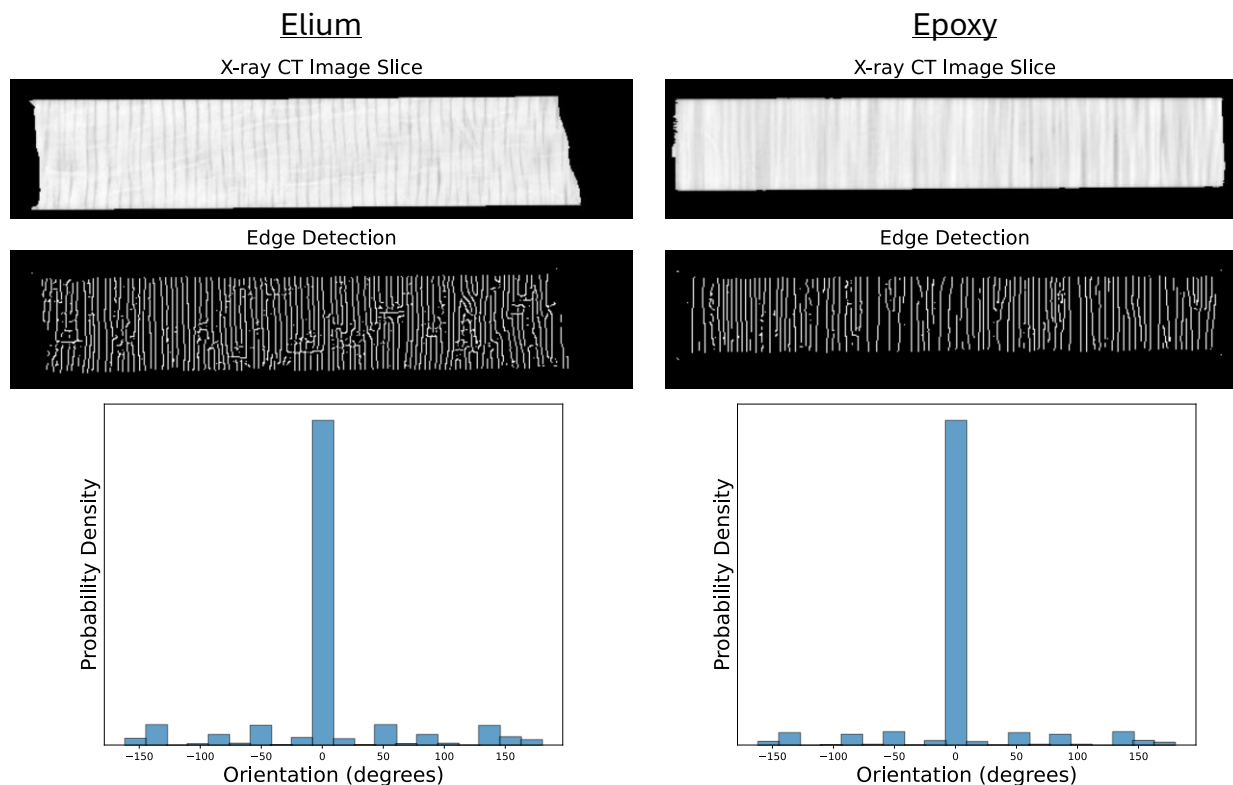 Elium
X-ray CT Image Slice
Edge Detection
Probability Density
−150 −100 −50 0 50 100 150
Orientation (degrees)
Epoxy
X-ray CT Image Slice
Edge Detection
Probability Density
−150 −100 −50 0 50 100 150
Orientation (degrees)